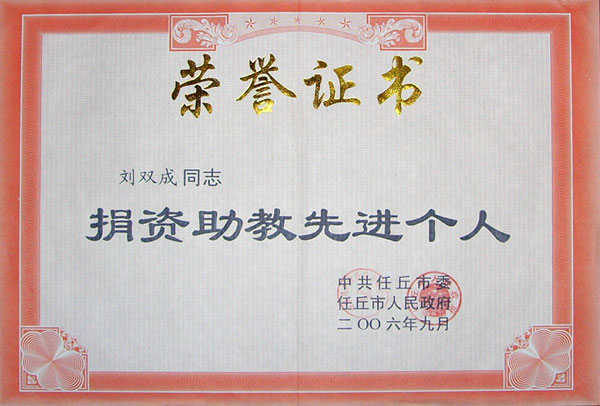 荣誉证书
刘双成同志
捐资助教先进个人
中共任丘市委
任丘市人民政府
二〇〇六年九月